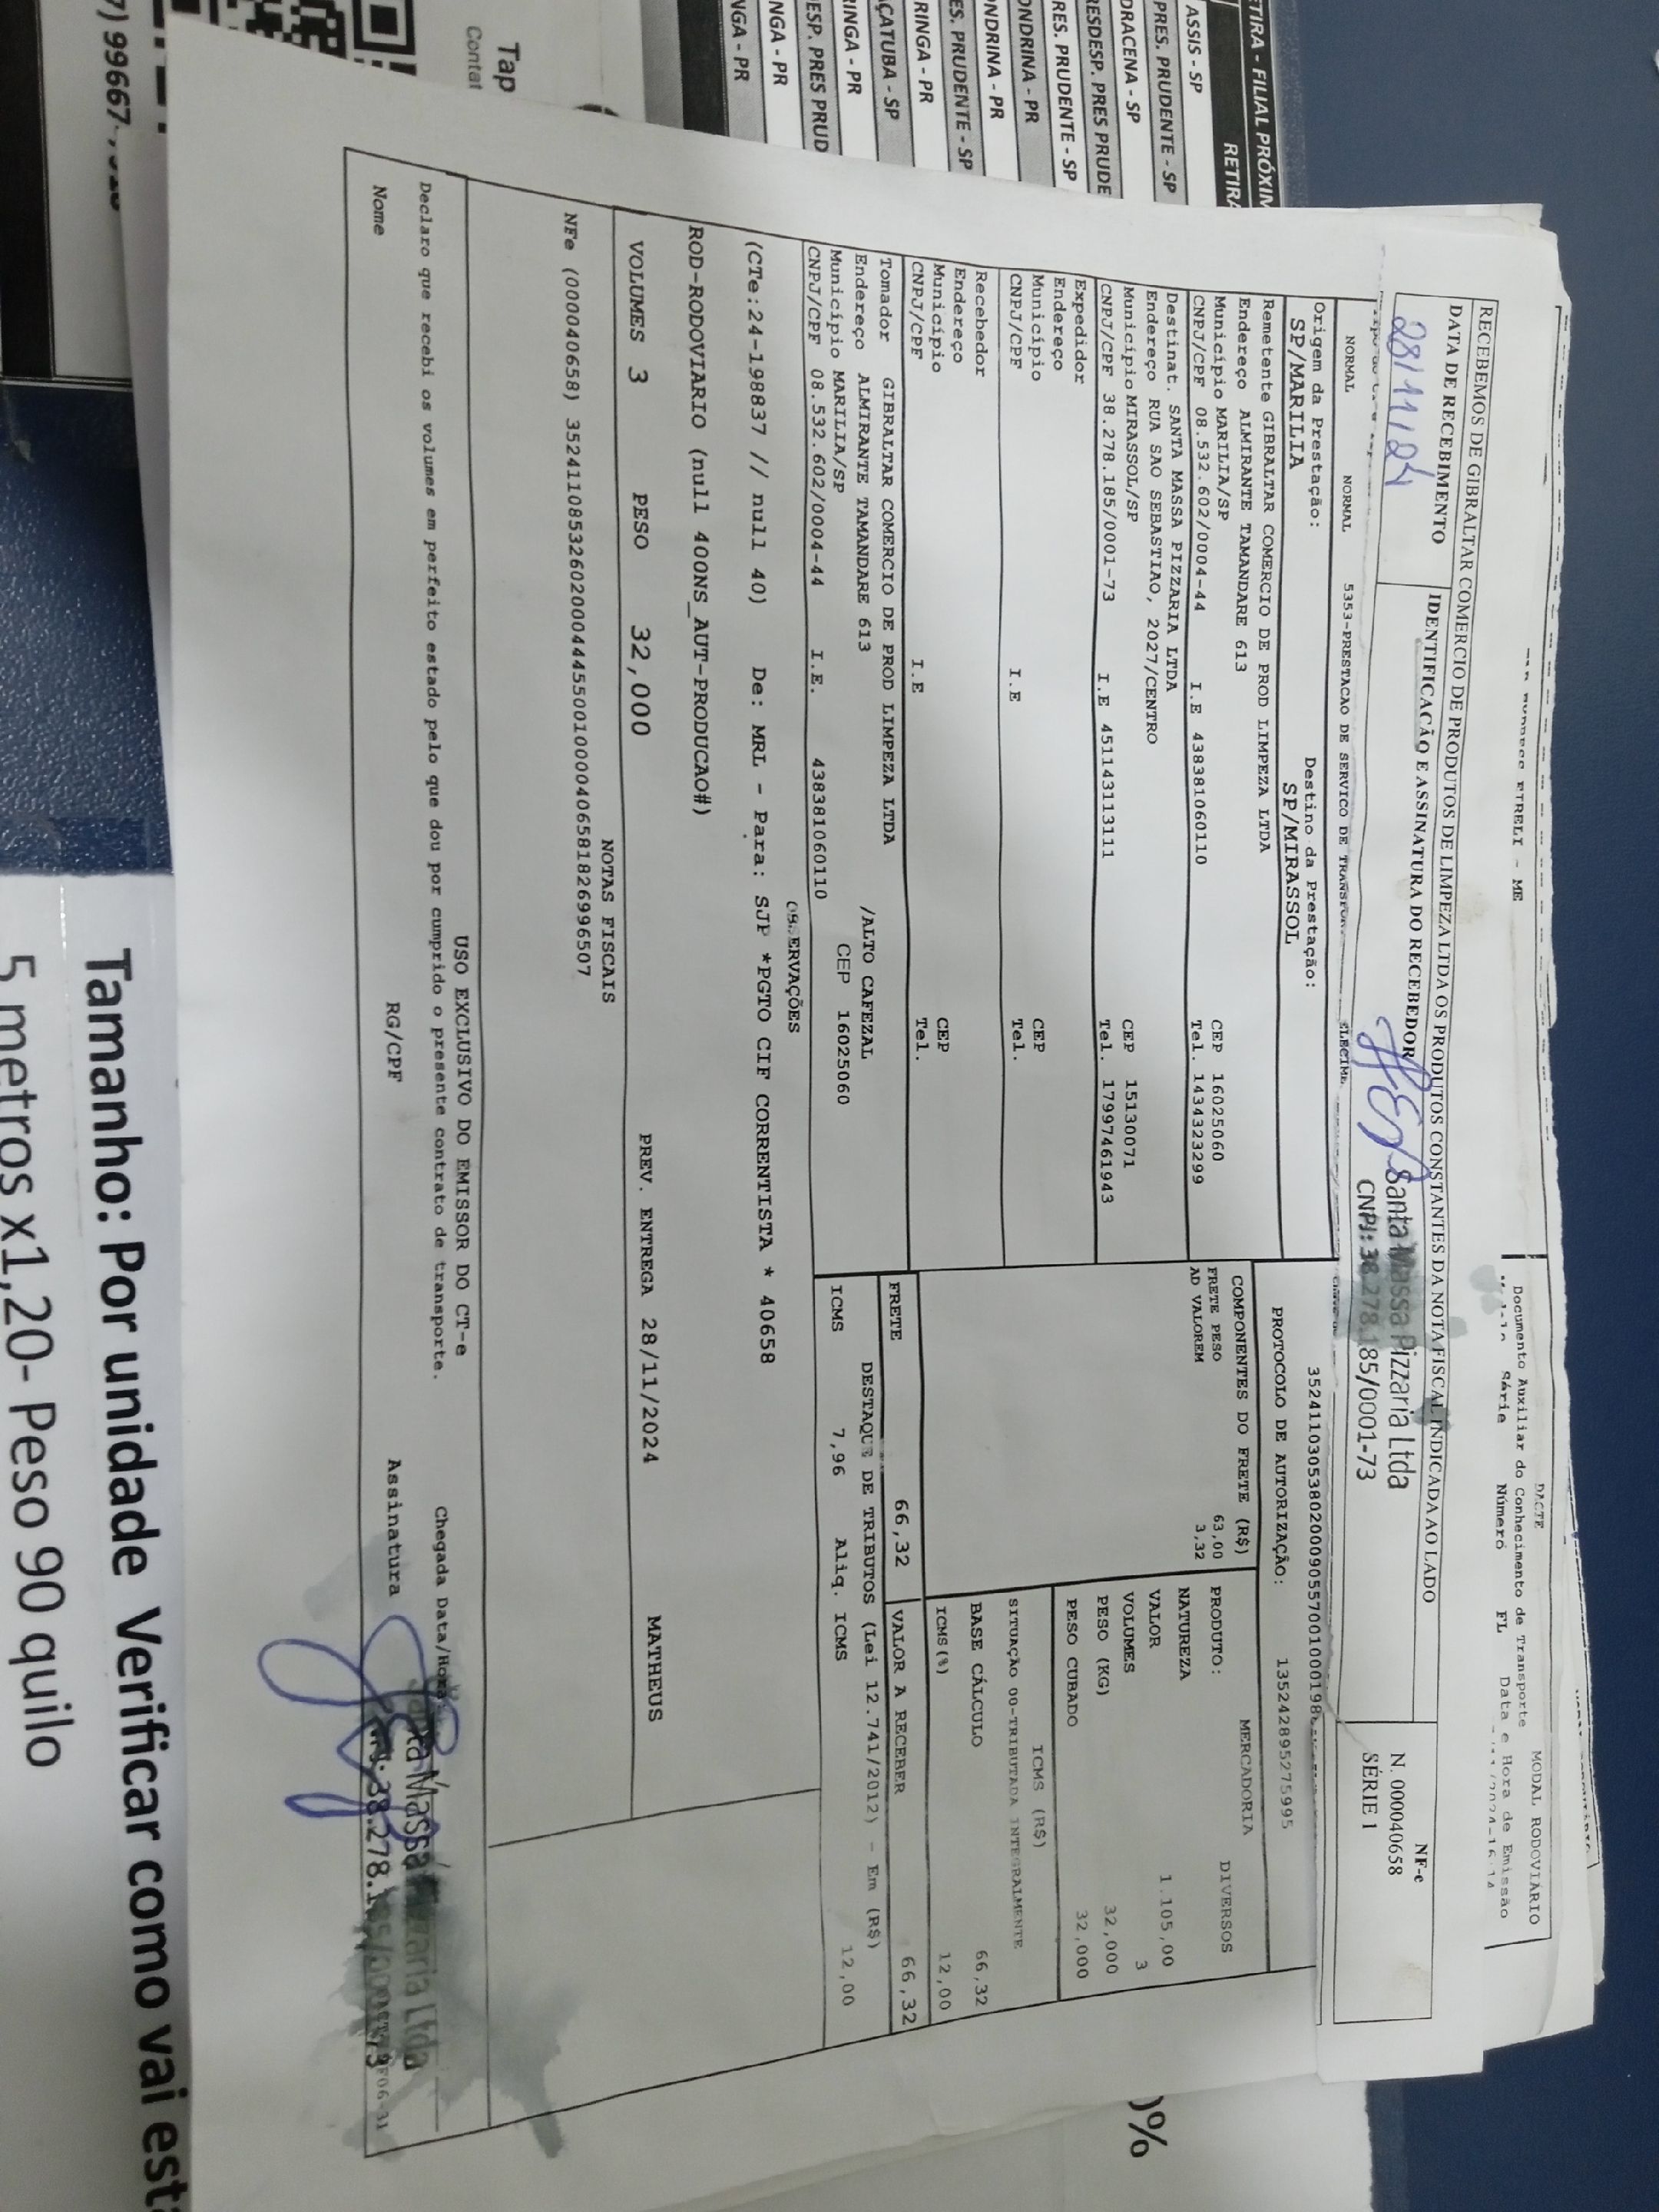 DACTE
Documento Auxiliar do Conhecimento de Transporte
MODAL RODOVIÁRIO
Série Número FL Data e Hora de Emissão
RECEBEMOS DE GIBRALTAR COMERCIO DE PRODUTOS DE LIMPEZA LTDA OS PRODUTOS CONSTANTES DA NOTA FISCAL INDICADA AO LADO
DATA DE RECEBIMENTO
IDENTIFICAÇÃO E ASSINATURA DO RECEBEDOR
28/11/24
Santa Massa Pizzaria Ltda
CNPJ: 38.278.185/0001-73
NF-e
N. 000040658
SÉRIE 1
NORMAL NORMAL 5353-PRESTACAO DE SERVICO DE
Origem da Prestação:
SP/MARILIA
Destino da Prestação:
SP/MIRASSOL
PROTOCOLO DE AUTORIZAÇÃO: 135242895275995
Remetente GIBRALTAR COMERCIO DE PROD LIMPEZA LTDA
Endereço ALMIRANTE TAMANDARE 613
Município MARILIA/SP CEP 16025060
CNPJ/CPF 08.532.602/0004-44 I.E 438381060110 Tel. 1434323299
Destinat. SANTA MASSA PIZZARIA LTDA
Endereço RUA SAO SEBASTIAO, 2027/CENTRO
Município MIRASSOL/SP CEP 15130071
CNPJ/CPF 38.278.185/0001-73 I.E 451143113111 Tel. 17997461943
Expedidor
Endereço
Município CEP
CNPJ/CPF I.E Tel.
Recebedor
Endereço
Município CEP
CNPJ/CPF I.E Tel.
Tomador GIBRALTAR COMERCIO DE PROD LIMPEZA LTDA
Endereço ALMIRANTE TAMANDARE 613 /ALTO CAFEZAL
Município MARILIA/SP CEP 16025060
CNPJ/CPF 08.532.602/0004-44 I.E. 438381060110
COMPONENTES DO FRETE (R$)
FRETE PESO 63,00
AD VALOREM 3,32
MERCADORIA
PRODUTO: DIVERSOS
NATUREZA
VALOR 1.105,00
VOLUMES 3
PESO (KG) 32,000
PESO CUBADO 32,000
ICMS (R$)
SITUAÇÃO 00-TRIBUTADA INTEGRALMENTE
BASE CÁLCULO 66,32
ICMS (%) 12,00
FRETE 66,32 VALOR A RECEBER 66,32
DESTAQUE DE TRIBUTOS (Lei 12.741/2012) - Em (R$)
ICMS 7,96 Aliq. ICMS 12,00
OBSERVAÇÕES
(CTe:24-198837 // null 40) De: MRL - Para: SJP *PGTO CIF CORRENTISTA * 40658
ROD-RODOVIARIO (null 400NS_AUT-PRODUCAO#)
VOLUMES 3 PESO 32,000 PREV. ENTREGA 28/11/2024 MATHEUS
NOTAS FISCAIS
NFe (000040658) 35241108532602000444550010000406581826996507
USO EXCLUSIVO DO EMISSOR DO CT-e
Declaro que recebi os volumes em perfeito estado pelo que dou por cumprido o presente contrato de transporte.
Chegada Data/Hora
Nome RG/CPF Assinatura
Santa Massa Pizzaria Ltda
RETIRA
ASSIS - SP
PRES. PRUDENTE - SP
DRACENA - SP
ONDRINA - PR
RINGA - PR
ÇATUBA - SP
RINGA - PR
NGA - PR
NGA - PR
Tap
Tamanho: Por unidade Verificar como vai est
5 metros x1,20- Peso 90 quilo